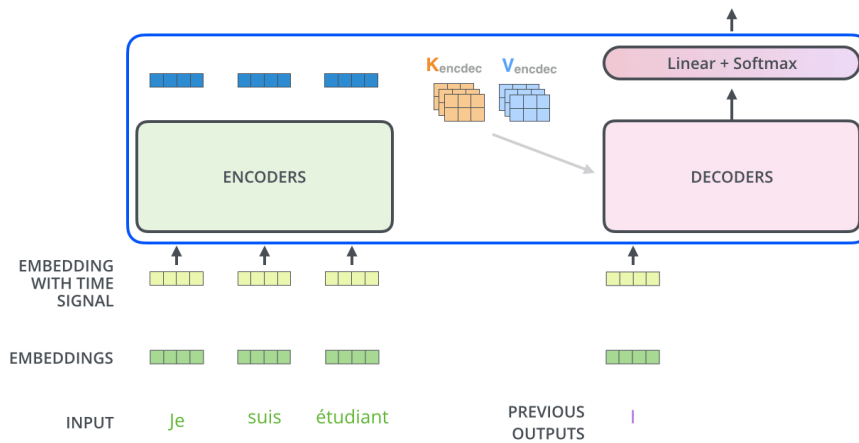 Kencdec Vencdec
Linear + Softmax
ENCODERS
DECODERS
EMBEDDING
WITH TIME
SIGNAL
EMBEDDINGS
INPUT Je suis étudiant
PREVIOUS
OUTPUTS
I